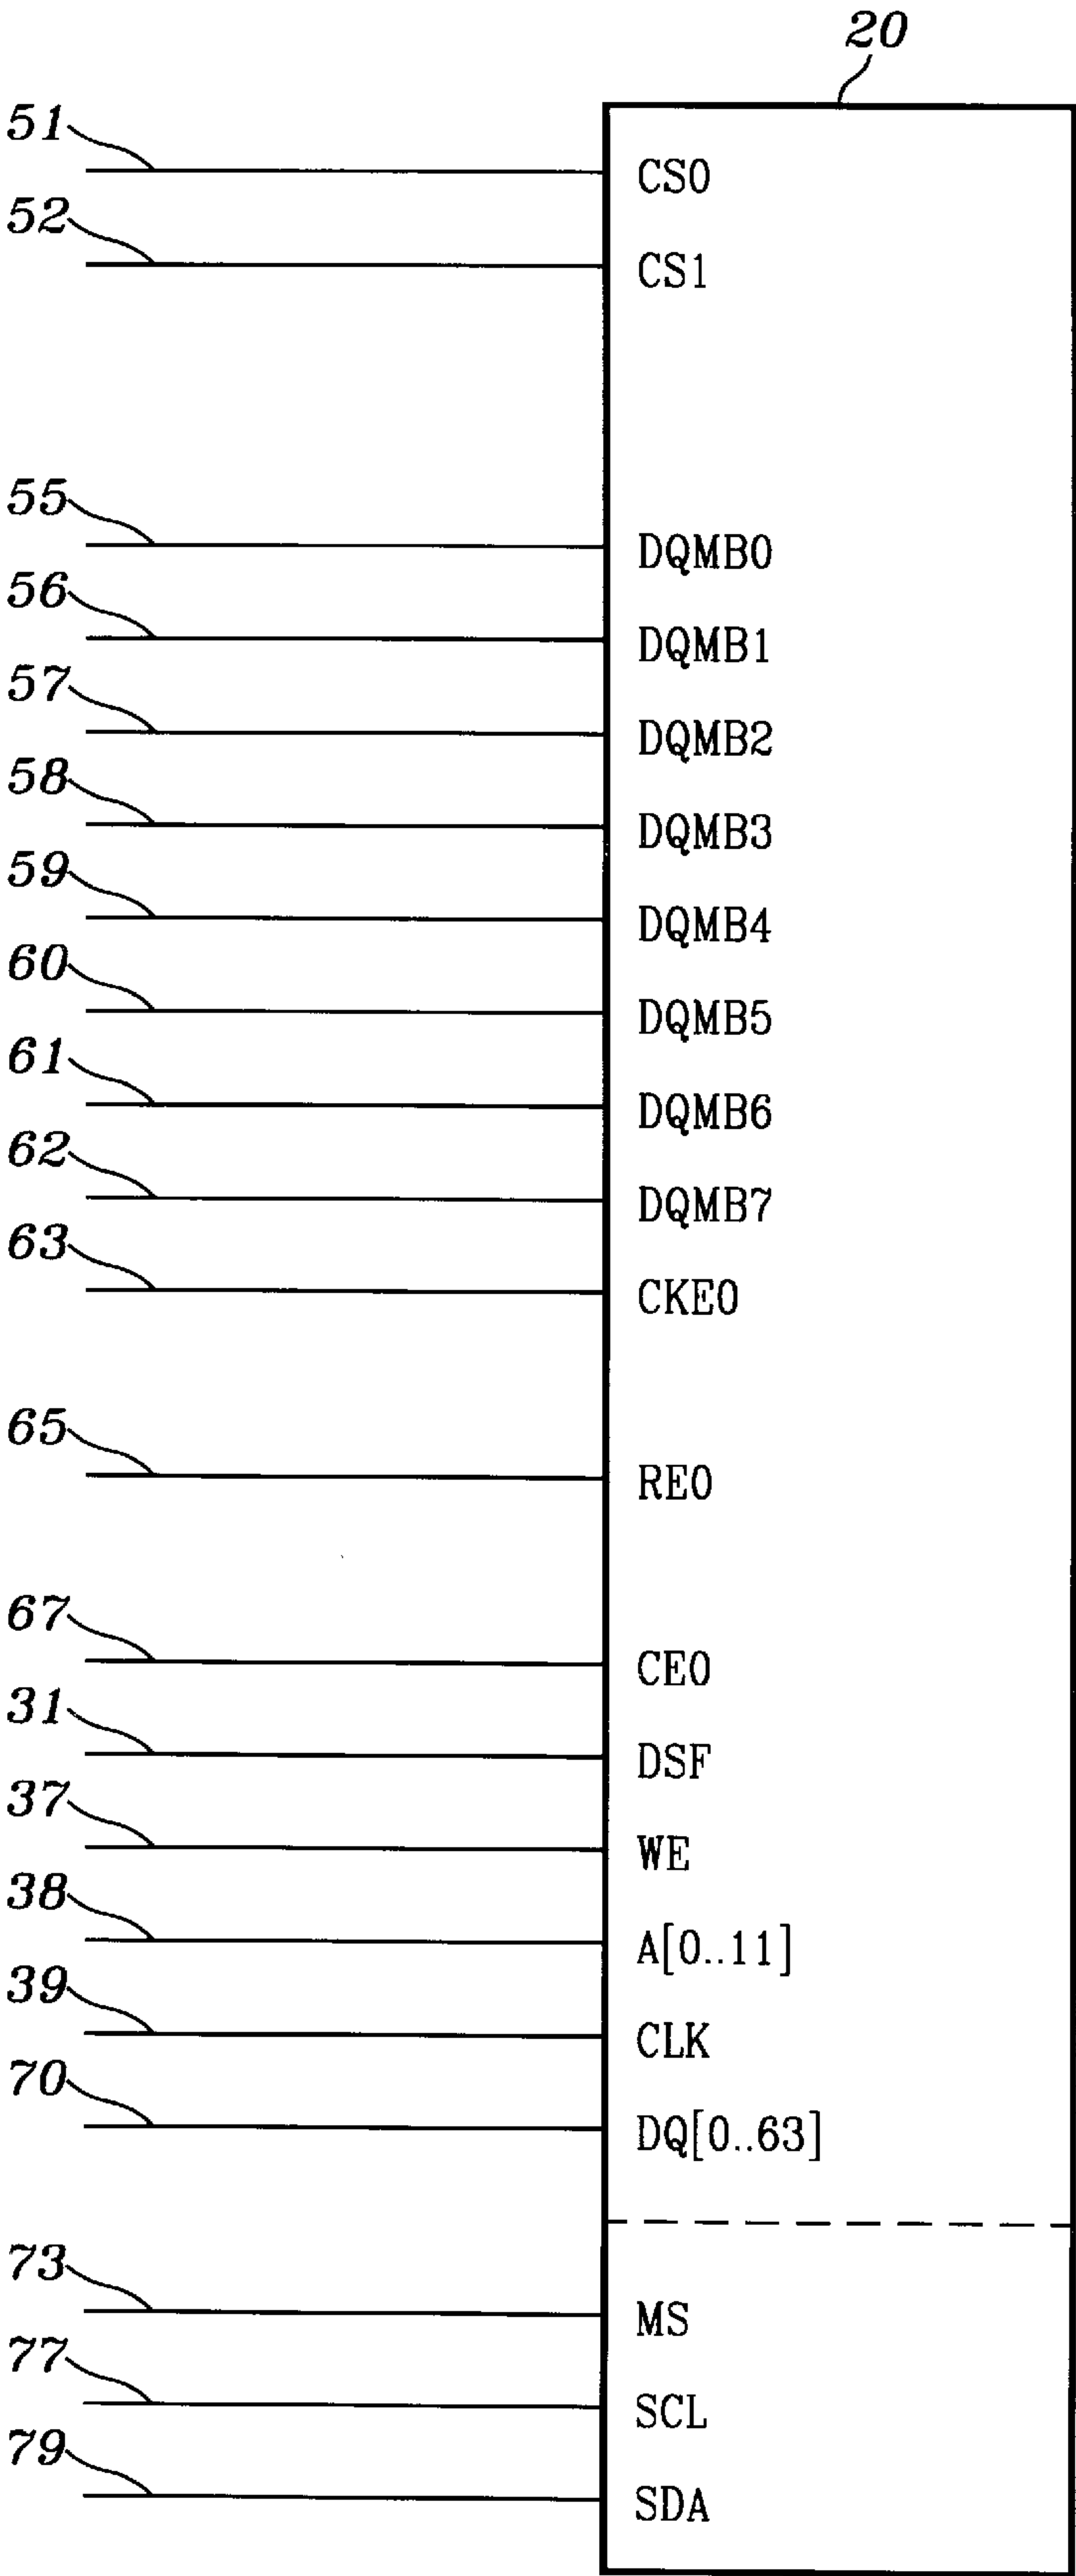 20
51 CS0
52 CS1
55 DQMB0
56 DQMB1
57 DQMB2
58 DQMB3
59 DQMB4
60 DQMB5
61 DQMB6
62 DQMB7
63 CKE0
65 RE0
67 CE0
31 DSF
37 WE
38 A[0..11]
39 CLK
70 DQ[0..63]
73 MS
77 SCL
79 SDA